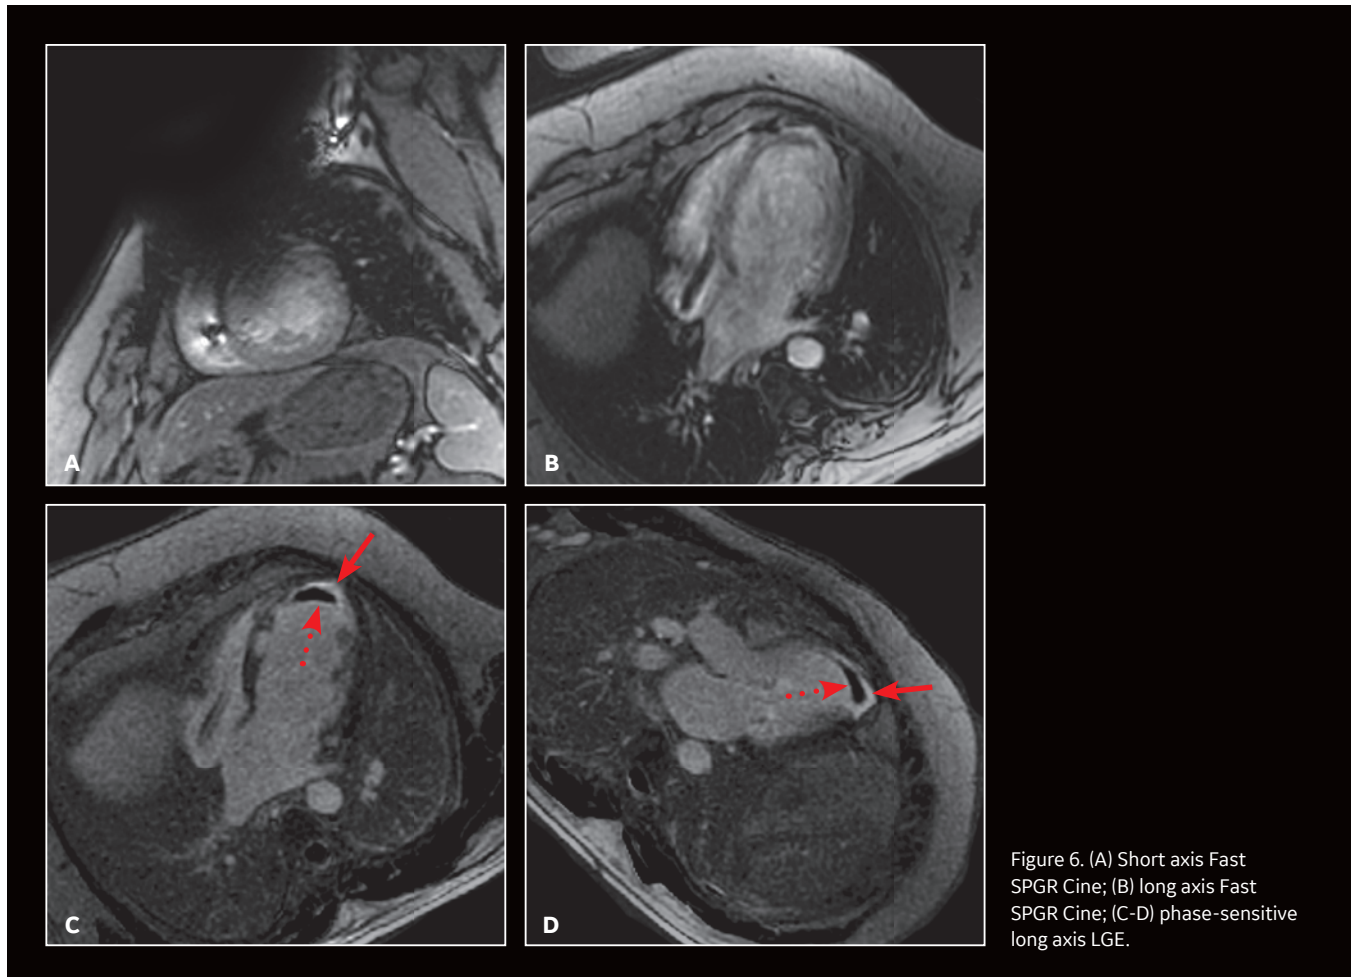 A
B
C
D
Figure 6. (A) Short axis Fast
SPGR Cine; (B) long axis Fast
SPGR Cine; (C-D) phase-sensitive
long axis LGE.